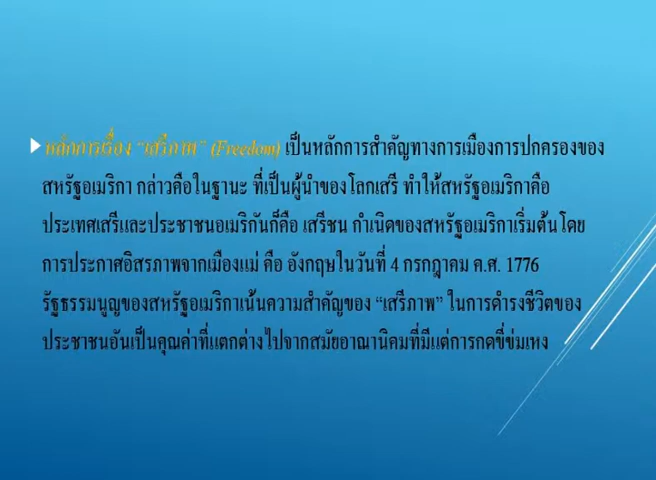 หลักการเรื่อง “เสรีภาพ” (Freedom) เป็นหลักการสำคัญทางการเมืองการปกครองของ
สหรัฐอเมริกา กล่าวคือในฐานะ ที่เป็นผู้นำของโลกเสรี ทำให้สหรัฐอเมริกาคือ
ประเทศเสรีและประชาชนอเมริกันก็คือ เสรีชน กำเนิดของสหรัฐอเมริกาเริ่มต้นโดย
การประกาศอิสรภาพจากเมืองแม่ คือ อังกฤษในวันที่ 4 กรกฎาคม ค.ศ. 1776
รัฐธรรมนูญของสหรัฐอเมริกาเน้นความสำคัญของ “เสรีภาพ” ในการดำรงชีวิตของ
ประชาชนอันเป็นคุณค่าที่แตกต่างไปจากสมัยอาณานิคมที่มีแต่การกดขี่ข่มเหง